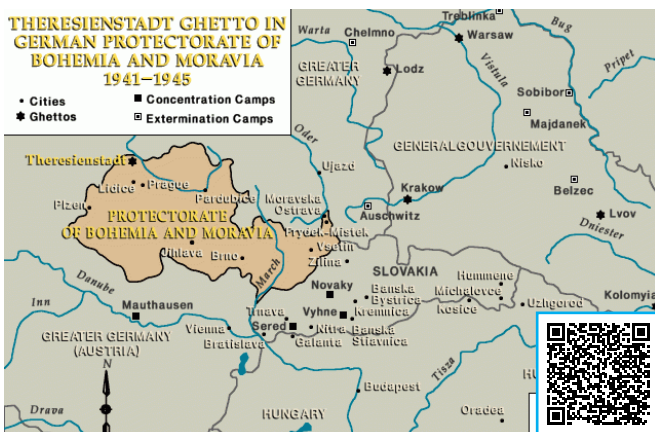 THERESIENSTADT GHETTO IN
GERMAN PROTECTORATE OF
BOHEMIA AND MORAVIA
1941–1945
Cities
Concentration Camps
Ghettos
Extermination Camps
Warta
Chelmno
Treblinka
Bug
Warsaw
Pripet
GREATER
GERMANY
Lodz
Vistula
Sobibor
Majdanek
Oder
GENERALGOUVERNEMENT
Theresienstadt
Ujazd
Nisko
Lidice
Prague
Pardubice
Krakow
Belzec
Plzen
Moravska
Ostrava
Auschwitz
Lvov
PROTECTORATE
OF BOHEMIA AND MORAVIA
Frydek-Mistek
Dniester
Jihlava
Brno
Vsetin
March
Zilina
SLOVAKIA
Danube
Novaky
Hummene
Inn
Banska
Bystrica
Michalovce
Kolomyia
Mauthausen
Trnava
Vyhne
Kremnica
Kosice
Uzhgorod
Vienna
Sered
Nitra
Banska
Stiavnica
GREATER GERMANY
(AUSTRIA)
Bratislava
Galanta
Tisza
N
Budapest
HU
Drava
HUNGARY
Oradea